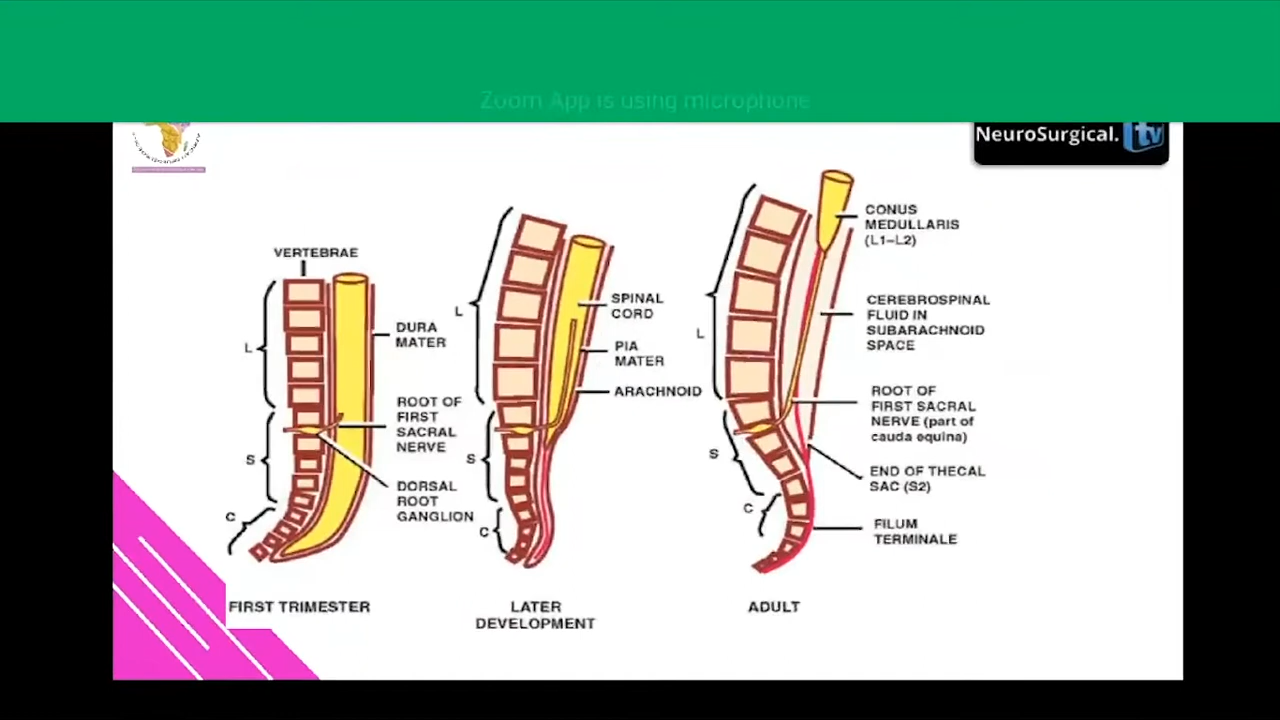 Zoom App is using microphone
NeuroSurgical. tv
VERTEBRAE
L
S
C
DURA
MATER
ROOT OF
FIRST
SACRAL
NERVE
DORSAL
ROOT
GANGLION
FIRST TRIMESTER
L
S
C
SPINAL
CORD
PIA
MATER
ARACHNOID
LATER
DEVELOPMENT
L
S
C
CONUS
MEDULLARIS
(L1–L2)
CEREBROSPINAL
FLUID IN
SUBARACHNOID
SPACE
ROOT OF
FIRST SACRAL
NERVE (part of
cauda equina)
END OF THECAL
SAC (S2)
FILUM
TERMINALE
ADULT